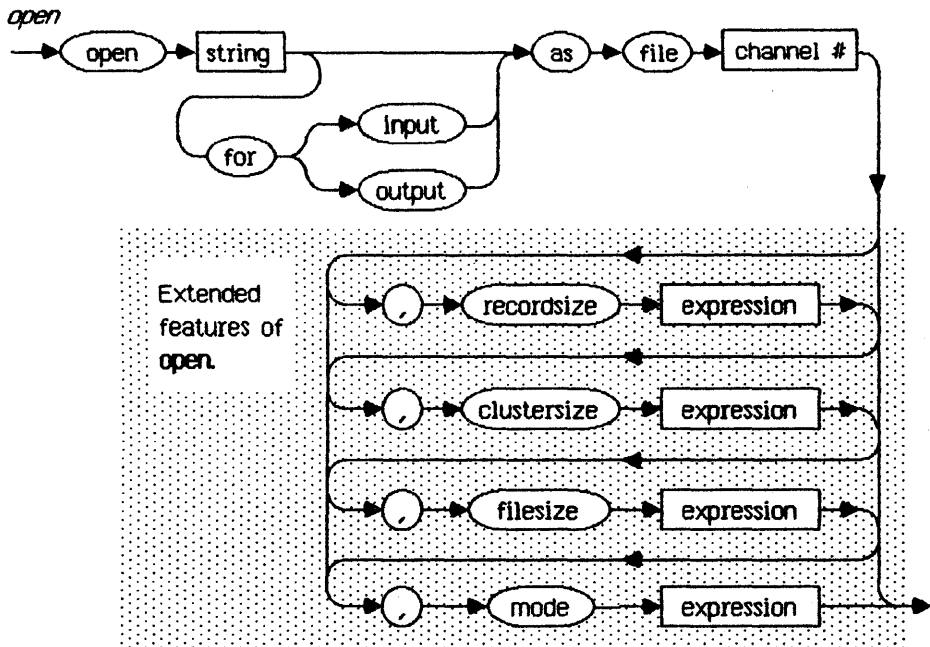 open
open string as file channel #
input
for
output
Extended
features of
open.
, recordsize expression
, clustersize expression
, filesize expression
, mode expression